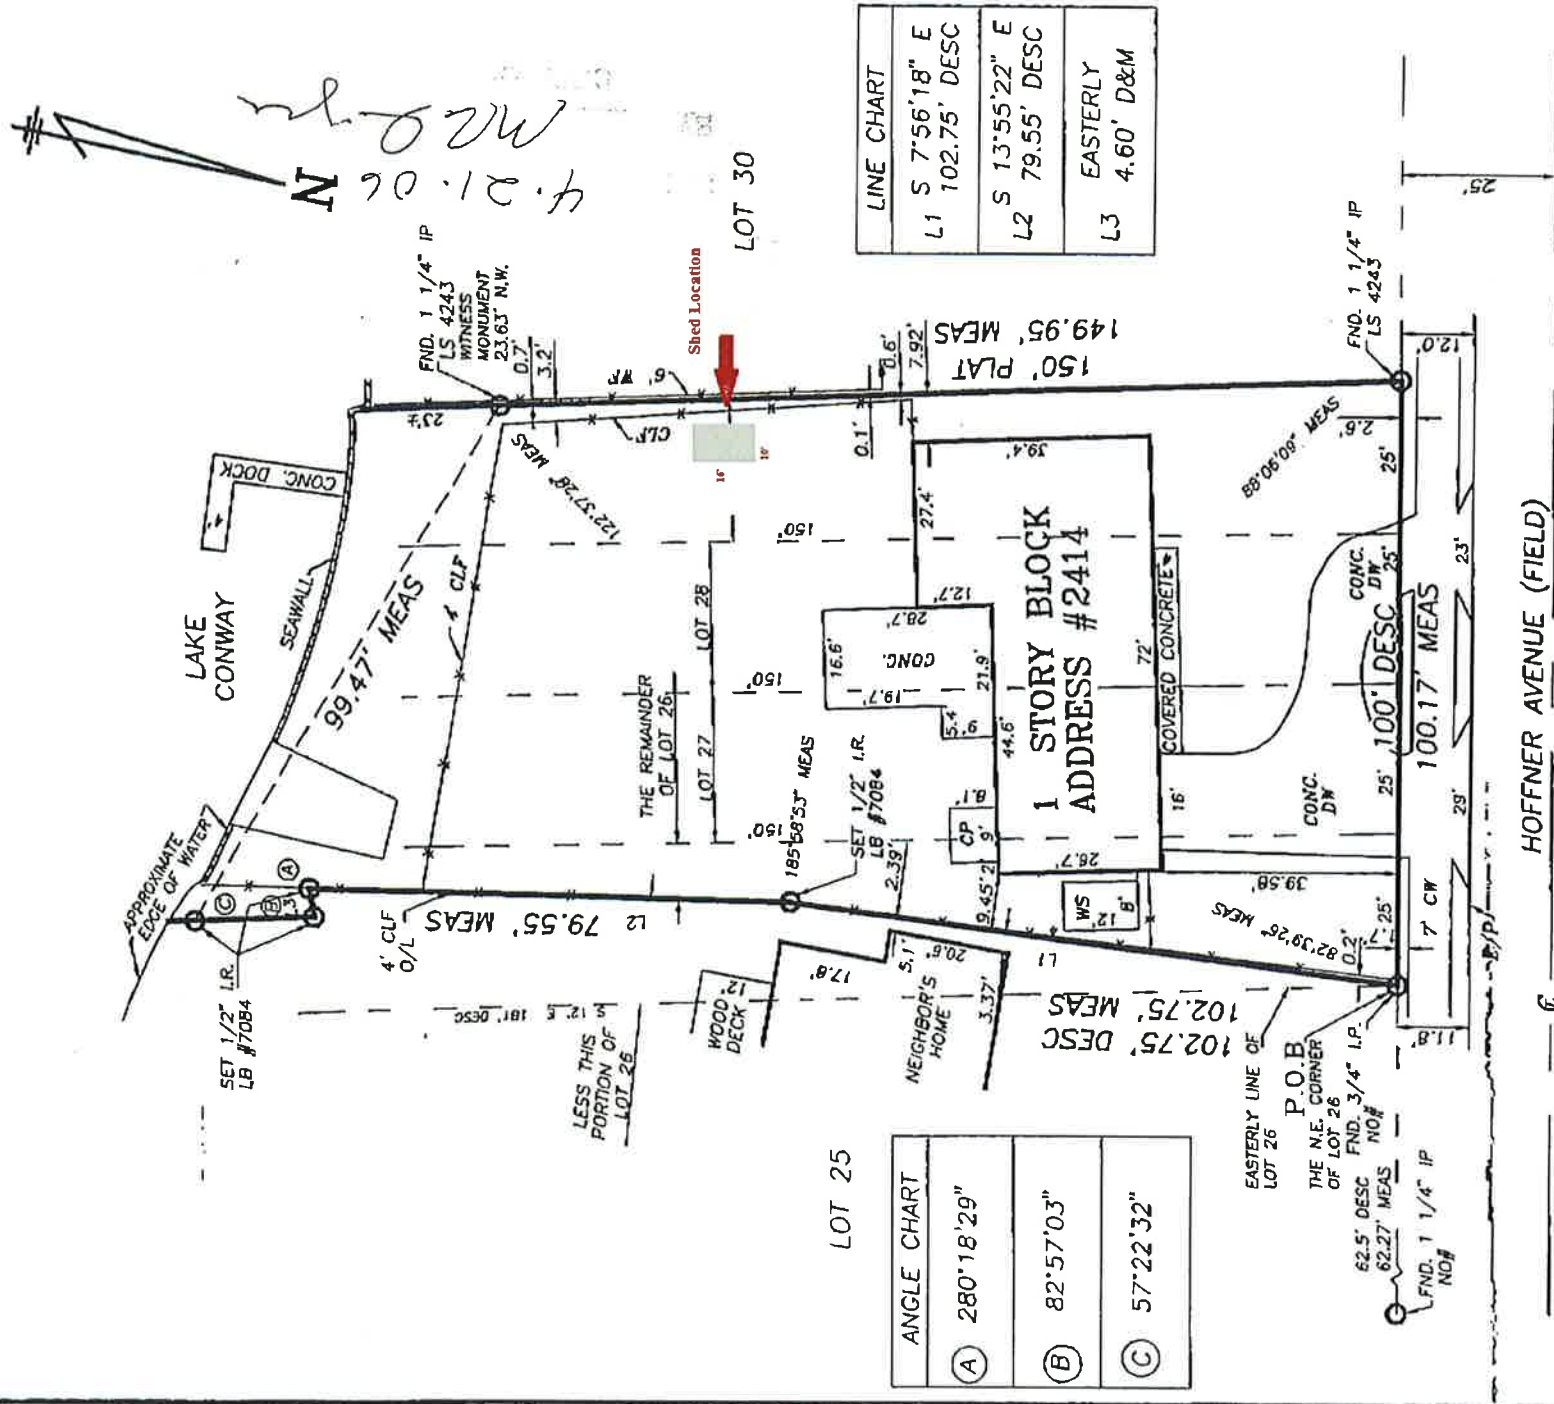 N
4.21.06
FND. 1 1/4" IP
LS 4243
WITNESS
MONUMENT
23.63' N.W.
0.7'
3.2'
LOT 30
Shed Location
LINE CHART
L1 S 7°56'18" E
102.75' DESC
L2 S 13°55'22" E
79.55' DESC
L3 EASTERLY
4.60' D&M
CONC. DOCK
4'
LAKE
CONWAY
SEAWALL
APPROXIMATE
EDGE OF WATER
99.47' MEAS
23'±
122°37'28" MEAS
4' CLF
CLF
6' WF
16'
10'
0.1'
0.6'
7.92'
150' PLAT
149.95' MEAS
FND. 1 1/4" IP
LS 4243
150'
150'
150'
THE REMAINDER
OF LOT 26
LOT 27
LOT 28
A
B
C
SET 1/2" I.R.
LB #7084
4' CLF
O/L
79.55' MEAS
L2
185°58'53" MEAS
SET 1/2" I.R.
LB #7084
2.39'
S 12° E 181' DESC
LESS THIS
PORTION OF
LOT 26
WOOD
DECK
12'
17.8'
5.1'
20.5'
NEIGHBOR'S
HOME
3.37'
L1
102.75' MEAS
102.75' DESC
16.6'
28.7'
CONC.
19.7'
5.4'
6'
12.7'
21.9'
27.4'
39.4'
44.6'
8.1'
CP
9'
9.45'
2'
26.7'
WS
12'
8'
1 STORY BLOCK
ADDRESS #2414
72'
16'
COVERED CONCRETE
39.58'
82°39'26" MEAS
88°06'09" MEAS
CONC.
DW
CONC.
DW
25'
25'
25'
25'
2.6'
0.2'
1.7'
7' CW
29'
23'
100' DESC
100.17' MEAS
12.0'
11.8'
25'
E/P
HOFFNER AVENUE (FIELD)
EASTERLY LINE OF
LOT 26
P.O.B.
THE N.E. CORNER
OF LOT 26
FND. 3/4" I.P.
NO#
62.5' DESC
62.27' MEAS
FND. 1 1/4" IP
NO#
LOT 25
ANGLE CHART
A 280°18'29"
B 82°57'03"
C 57°22'32"